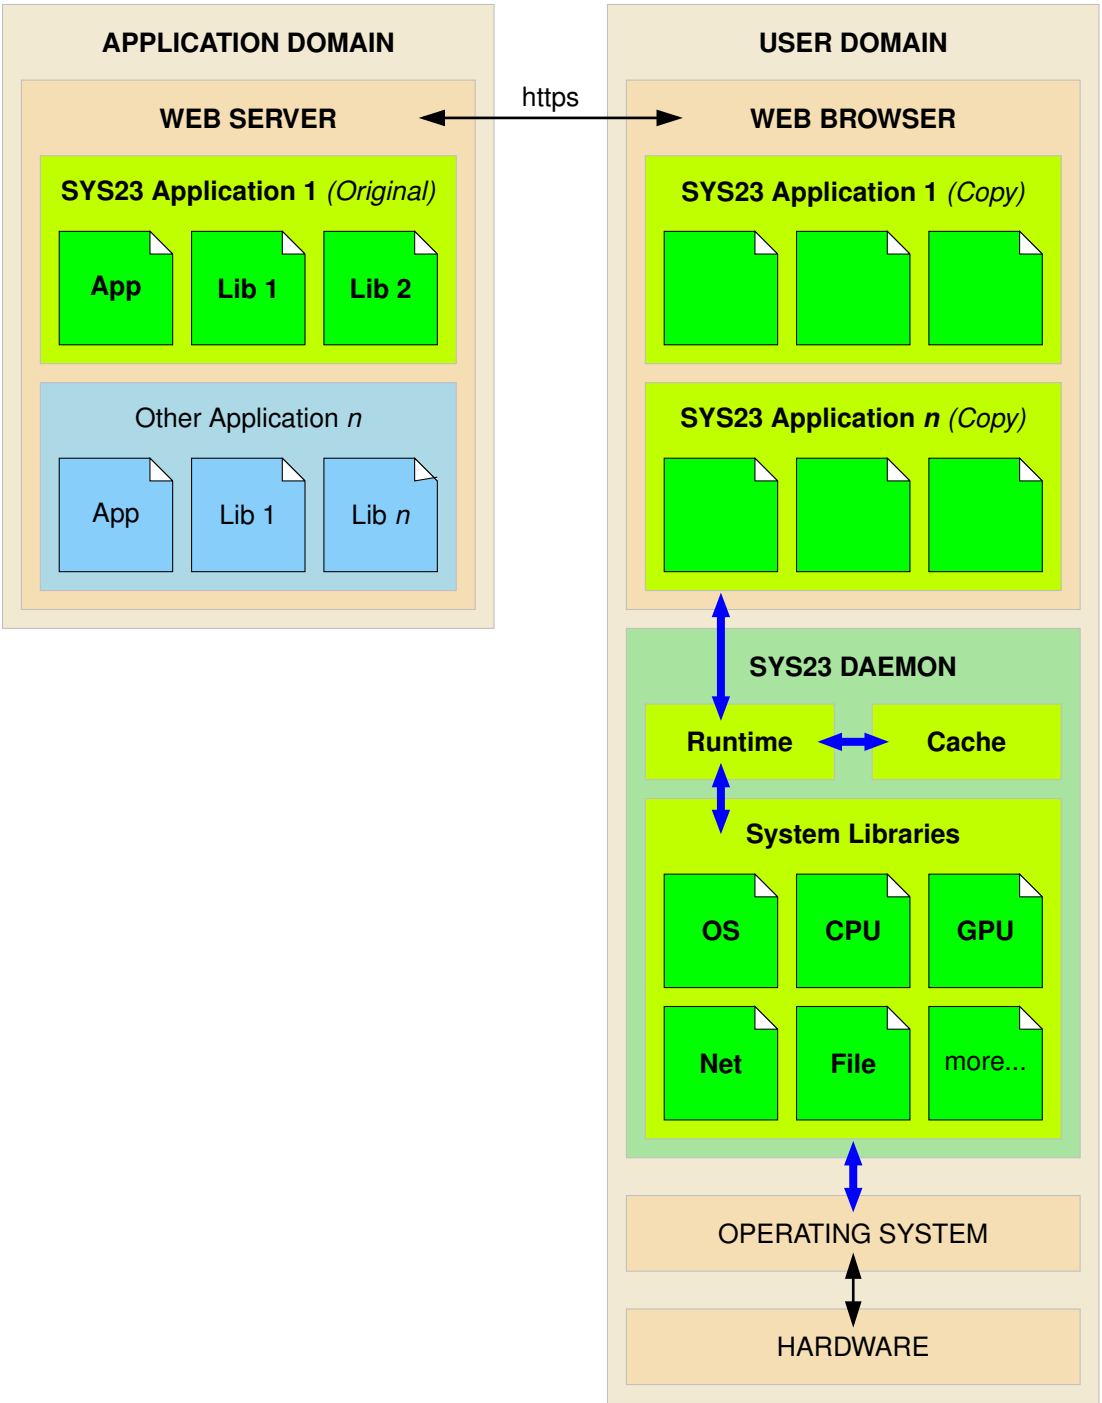 APPLICATION DOMAIN
WEB SERVER
SYS23 Application 1 (Original)
App
Lib 1
Lib 2
Other Application n
App
Lib 1
Lib n
https
USER DOMAIN
WEB BROWSER
SYS23 Application 1 (Copy)
SYS23 Application n (Copy)
SYS23 DAEMON
Runtime
Cache
System Libraries
OS
CPU
GPU
Net
File
more...
OPERATING SYSTEM
HARDWARE